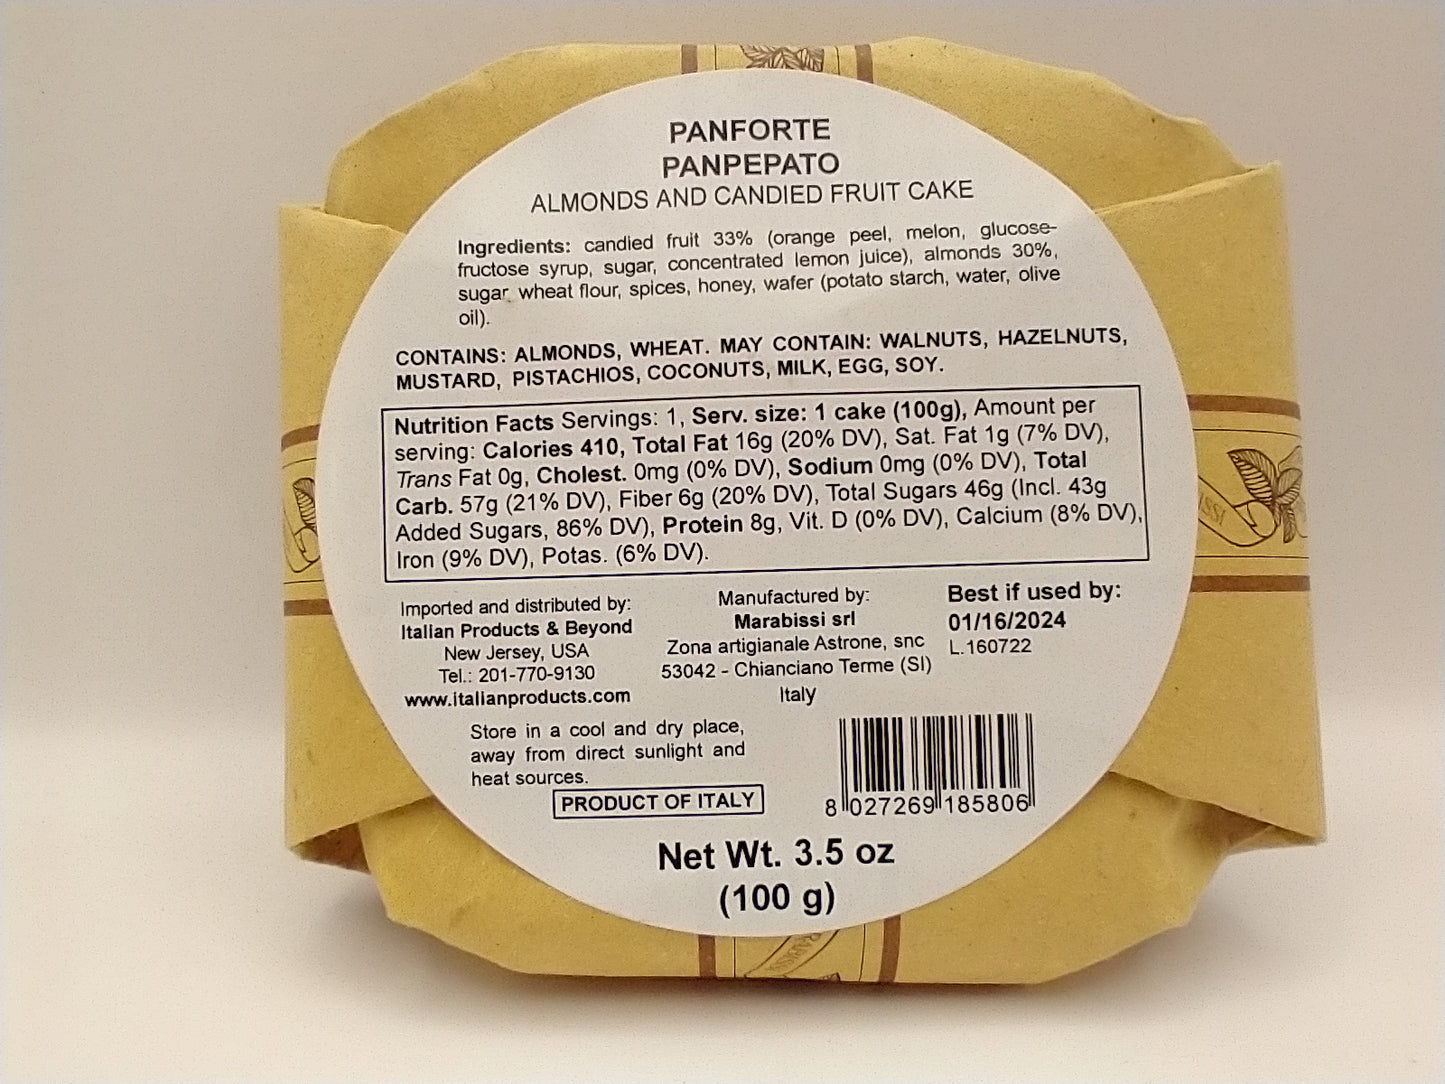 PANFORTE
PANPEPATO
ALMONDS AND CANDIED FRUIT CAKE
Ingredients: candied fruit 33% (orange peel, melon, glucose-
fructose syrup, sugar, concentrated lemon juice), almonds 30%,
sugar, wheat flour, spices, honey, wafer (potato starch, water, olive
oil).
CONTAINS: ALMONDS, WHEAT. MAY CONTAIN: WALNUTS, HAZELNUTS,
MUSTARD, PISTACHIOS, COCONUTS, MILK, EGG, SOY.
Nutrition Facts Servings: 1, Serv. size: 1 cake (100g), Amount per
serving: Calories 410, Total Fat 16g (20% DV), Sat. Fat 1g (7% DV),
Trans Fat 0g, Cholest. 0mg (0% DV), Sodium 0mg (0% DV), Total
Carb. 57g (21% DV), Fiber 6g (20% DV), Total Sugars 46g (Incl. 43g
Added Sugars, 86% DV), Protein 8g, Vit. D (0% DV), Calcium (8% DV),
Iron (9% DV), Potas. (6% DV).
Imported and distributed by:
Italian Products & Beyond
New Jersey, USA
Tel.: 201-770-9130
www.italianproducts.com
Manufactured by:
Marabissi srl
Zona artigianale Astrone, snc
53042 - Chianciano Terme (SI)
Italy
Best if used by:
01/16/2024
L.160722
Store in a cool and dry place,
away from direct sunlight and
heat sources.
PRODUCT OF ITALY
8 027269 185806
Net Wt. 3.5 oz
(100 g)